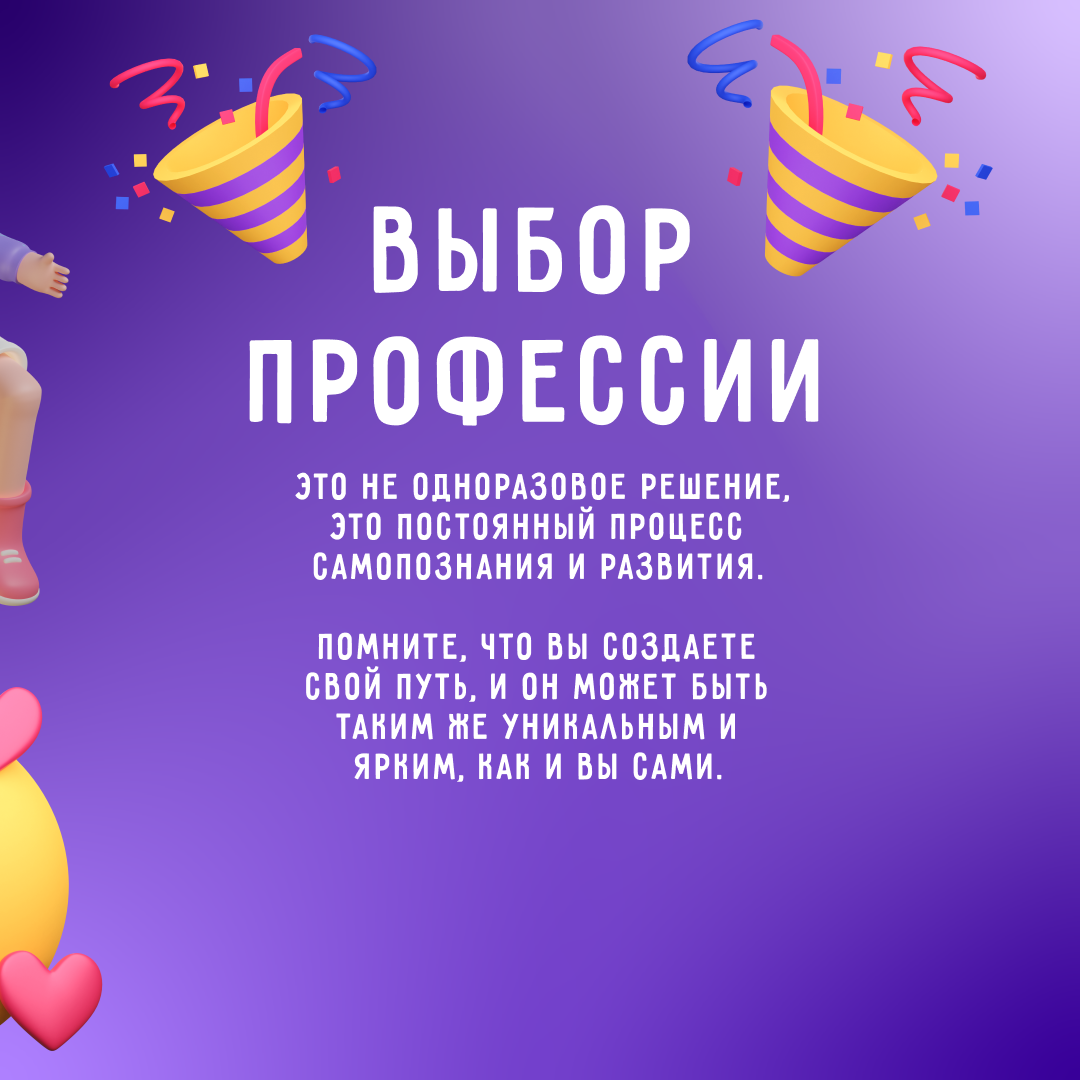 ВЫБОР
ПРОФЕССИИ
ЭТО НЕ ОДНОРАЗОВОЕ РЕШЕНИЕ,
ЭТО ПОСТОЯННЫЙ ПРОЦЕСС
САМОПОЗНАНИЯ И РАЗВИТИЯ.
ПОМНИТЕ, ЧТО ВЫ СОЗДАЕТЕ
СВОЙ ПУТЬ, И ОН МОЖЕТ БЫТЬ
ТАКИМ ЖЕ УНИКАЛЬНЫМ И
ЯРКИМ, КАК И ВЫ САМИ.